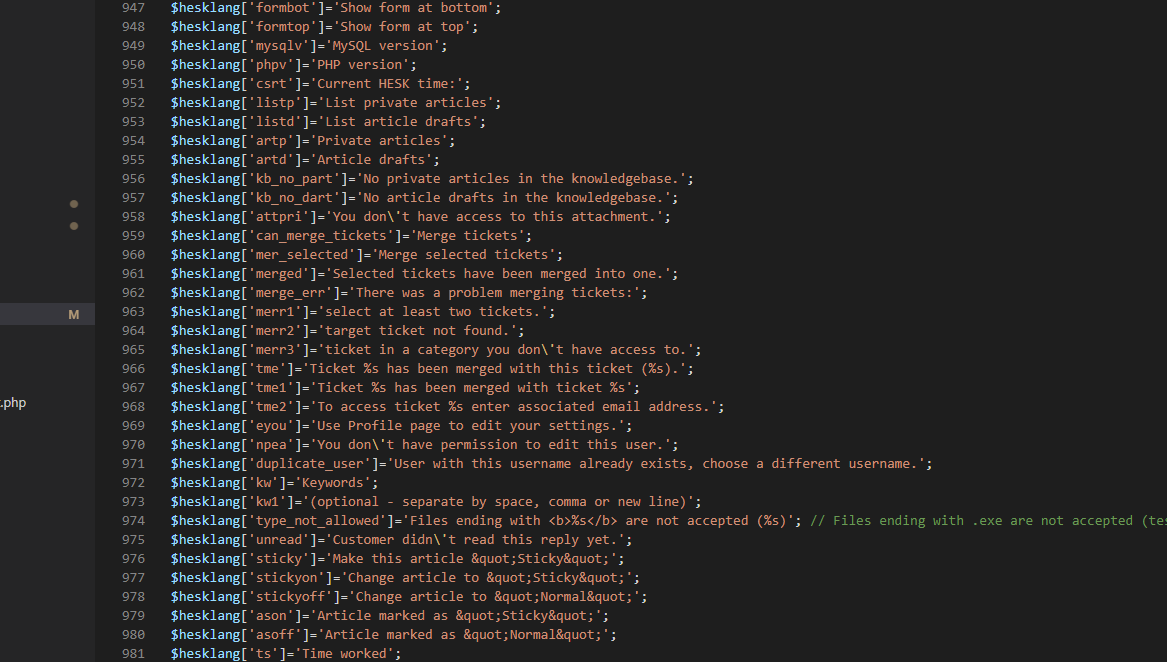 947 $hesklang['formbot']='Show form at bottom';
948 $hesklang['formtop']='Show form at top';
949 $hesklang['mysqlv']='MySQL version';
950 $hesklang['phpv']='PHP version';
951 $hesklang['csrt']='Current HESK time:';
952 $hesklang['listp']='List private articles';
953 $hesklang['listd']='List article drafts';
954 $hesklang['artp']='Private articles';
955 $hesklang['artd']='Article drafts';
956 $hesklang['kb_no_part']='No private articles in the knowledgebase.';
957 $hesklang['kb_no_dart']='No article drafts in the knowledgebase.';
958 $hesklang['attpri']='You don\'t have access to this attachment.';
959 $hesklang['can_merge_tickets']='Merge tickets';
960 $hesklang['mer_selected']='Merge selected tickets';
961 $hesklang['merged']='Selected tickets have been merged into one.';
962 $hesklang['merge_err']='There was a problem merging tickets:';
M
963 $hesklang['merr1']='select at least two tickets.';
964 $hesklang['merr2']='target ticket not found.';
965 $hesklang['merr3']='ticket in a category you don\'t have access to.';
966 $hesklang['tme']='Ticket %s has been merged with this ticket (%s).';
967 $hesklang['tme1']='Ticket %s has been merged with ticket %s';
.php
968 $hesklang['tme2']='To access ticket %s enter associated email address.';
969 $hesklang['eyou']='Use Profile page to edit your settings.';
970 $hesklang['npea']='You don\'t have permission to edit this user.';
971 $hesklang['duplicate_user']='User with this username already exists, choose a different username.';
972 $hesklang['kw']='Keywords';
973 $hesklang['kw1']='(optional - separate by space, comma or new line)';
974 $hesklang['type_not_allowed']='Files ending with <b>%s</b> are not accepted (%s)'; // Files ending with .exe are not accepted (tes
975 $hesklang['unread']='Customer didn\'t read this reply yet.';
976 $hesklang['sticky']='Make this article &quot;Sticky&quot;';
977 $hesklang['stickyon']='Change article to &quot;Sticky&quot;';
978 $hesklang['stickyoff']='Change article to &quot;Normal&quot;';
979 $hesklang['ason']='Article marked as &quot;Sticky&quot;';
980 $hesklang['asoff']='Article marked as &quot;Normal&quot;';
981 $hesklang['ts']='Time worked';